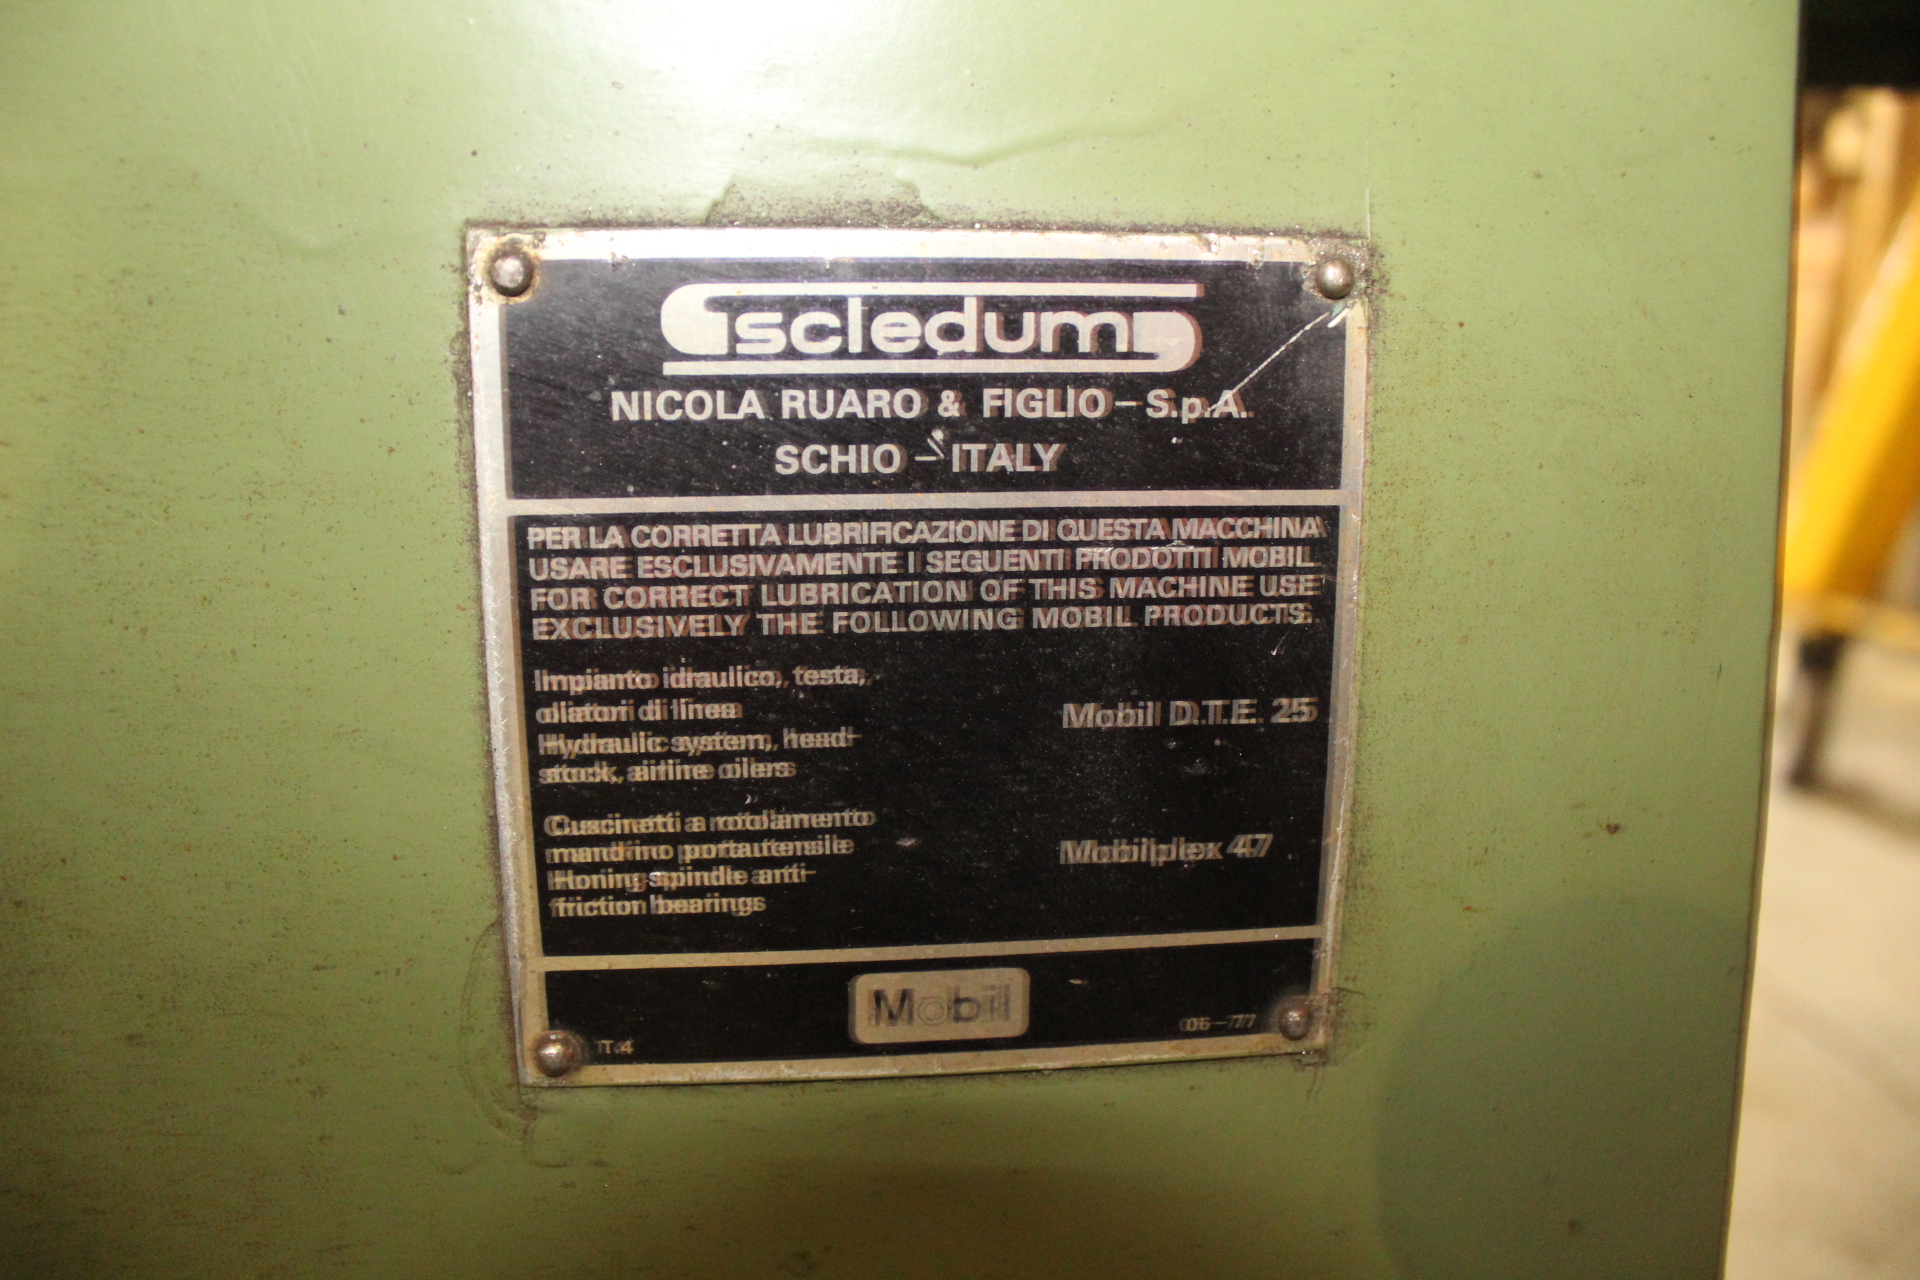 scledum
NICOLA RUARO & FIGLIO – S.p.A.
SCHIO – ITALY
PER LA CORRETTA LUBRIFICAZIONE DI QUESTA MACCHINA
USARE ESCLUSIVAMENTE I SEGUENTI PRODOTTI MOBIL
FOR CORRECT LUBRICATION OF THIS MACHINE USE
EXCLUSIVELY THE FOLLOWING MOBIL PRODUCTS.
Impianto idraulico, testa,
oliatori di linea
Hydraulic system, head-
stock, airline oilers
Mobil D.T.E. 25
Cuscinetti a rotolamento
mandrino portautensile
Honing spindle anti-
friction bearings
Mobilplex 47
Mobil
T.4
06–77